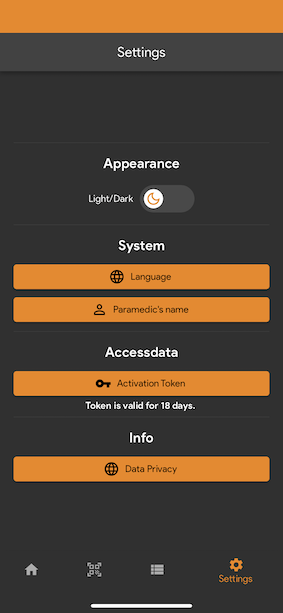 Settings
Appearance
Light/Dark
System
Language
Paramedic's name
Accessdata
Activation Token
Token is valid for 18 days.
Info
Data Privacy
Settings